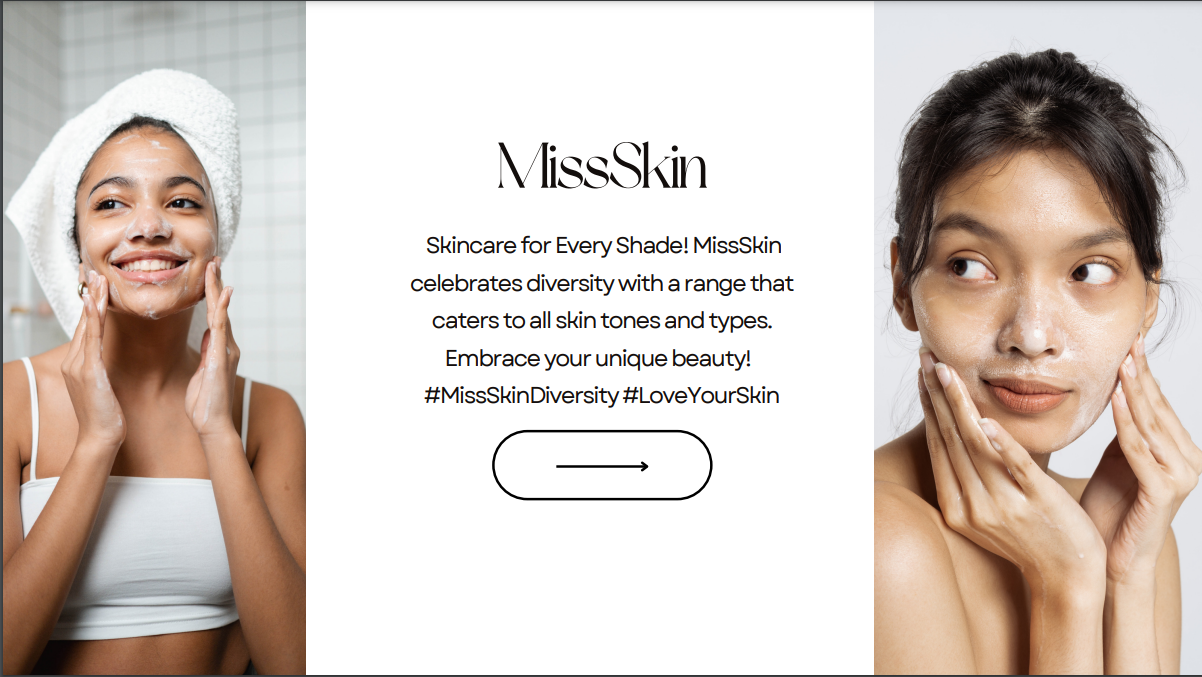 MissSkin
Skincare for Every Shade! MissSkin
celebrates diversity with a range that
caters to all skin tones and types.
Embrace your unique beauty!
#MissSkinDiversity #LoveYourSkin